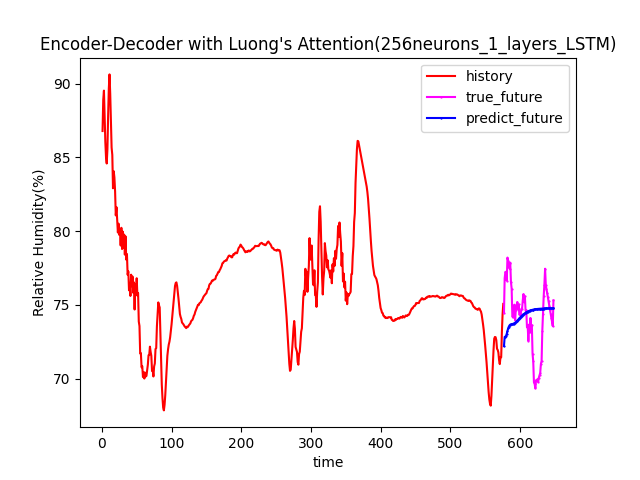 Encoder-Decoder with Luong's Attention(256neurons_1_layers_LSTM)
history
true_future
predict_future
Relative Humidity(%)
90
85
80
75
70
0 100 200 300 400 500 600
time